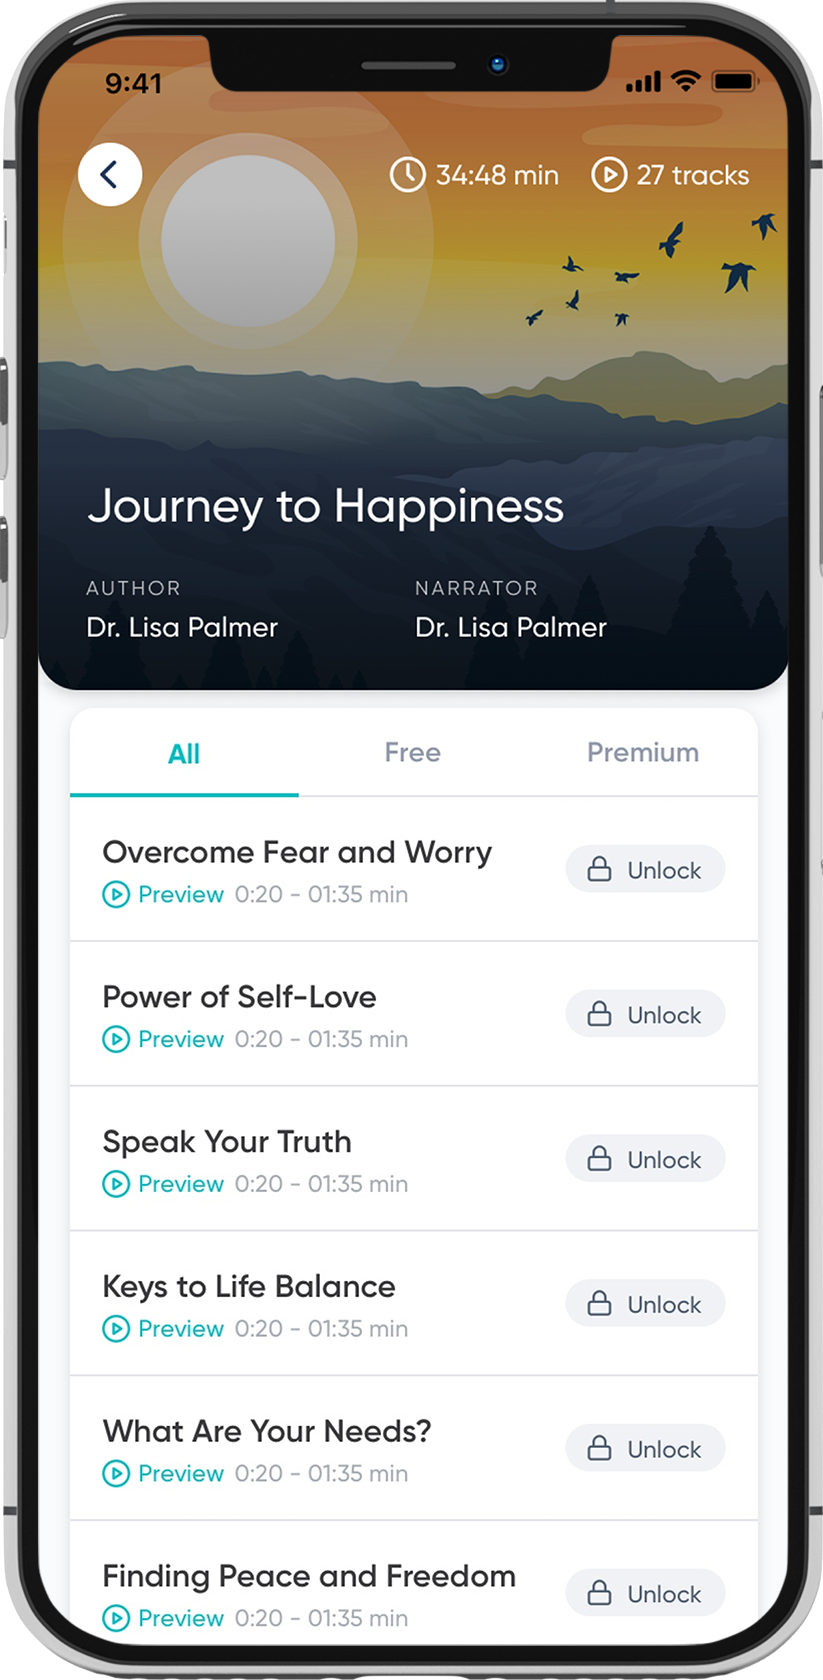 9:41
34:48 min 27 tracks
Journey to Happiness
AUTHOR NARRATOR
Dr. Lisa Palmer Dr. Lisa Palmer
All Free Premium
Overcome Fear and Worry
Preview 0:20 - 01:35 min
Unlock
Power of Self-Love
Preview 0:20 - 01:35 min
Unlock
Speak Your Truth
Preview 0:20 - 01:35 min
Unlock
Keys to Life Balance
Preview 0:20 - 01:35 min
Unlock
What Are Your Needs?
Preview 0:20 - 01:35 min
Unlock
Finding Peace and Freedom
Preview 0:20 - 01:35 min
Unlock